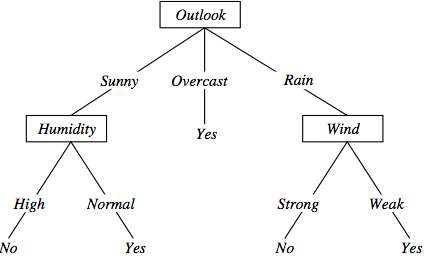 Outlook
Sunny Overcast Rain
Humidity Yes Wind
High Normal Strong Weak
No Yes No Yes